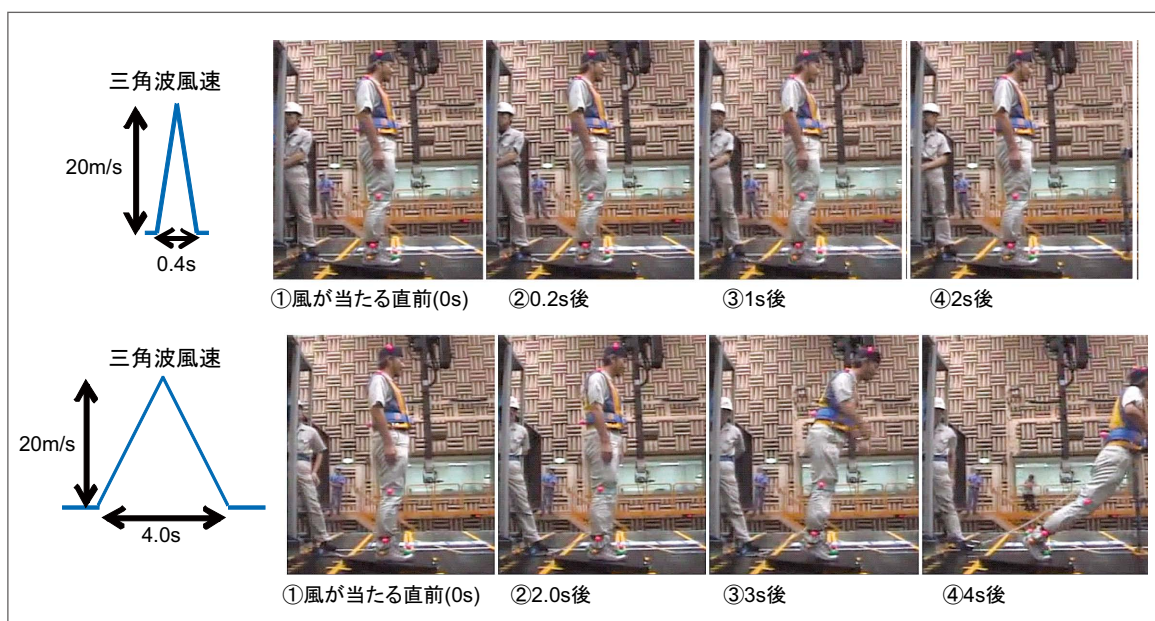 三角波風速
20m/s
0.4s
①風が当たる直前(0s)
②0.2s後
③1s後
④2s後
三角波風速
20m/s
4.0s
①風が当たる直前(0s)
②2.0s後
③3s後
④4s後